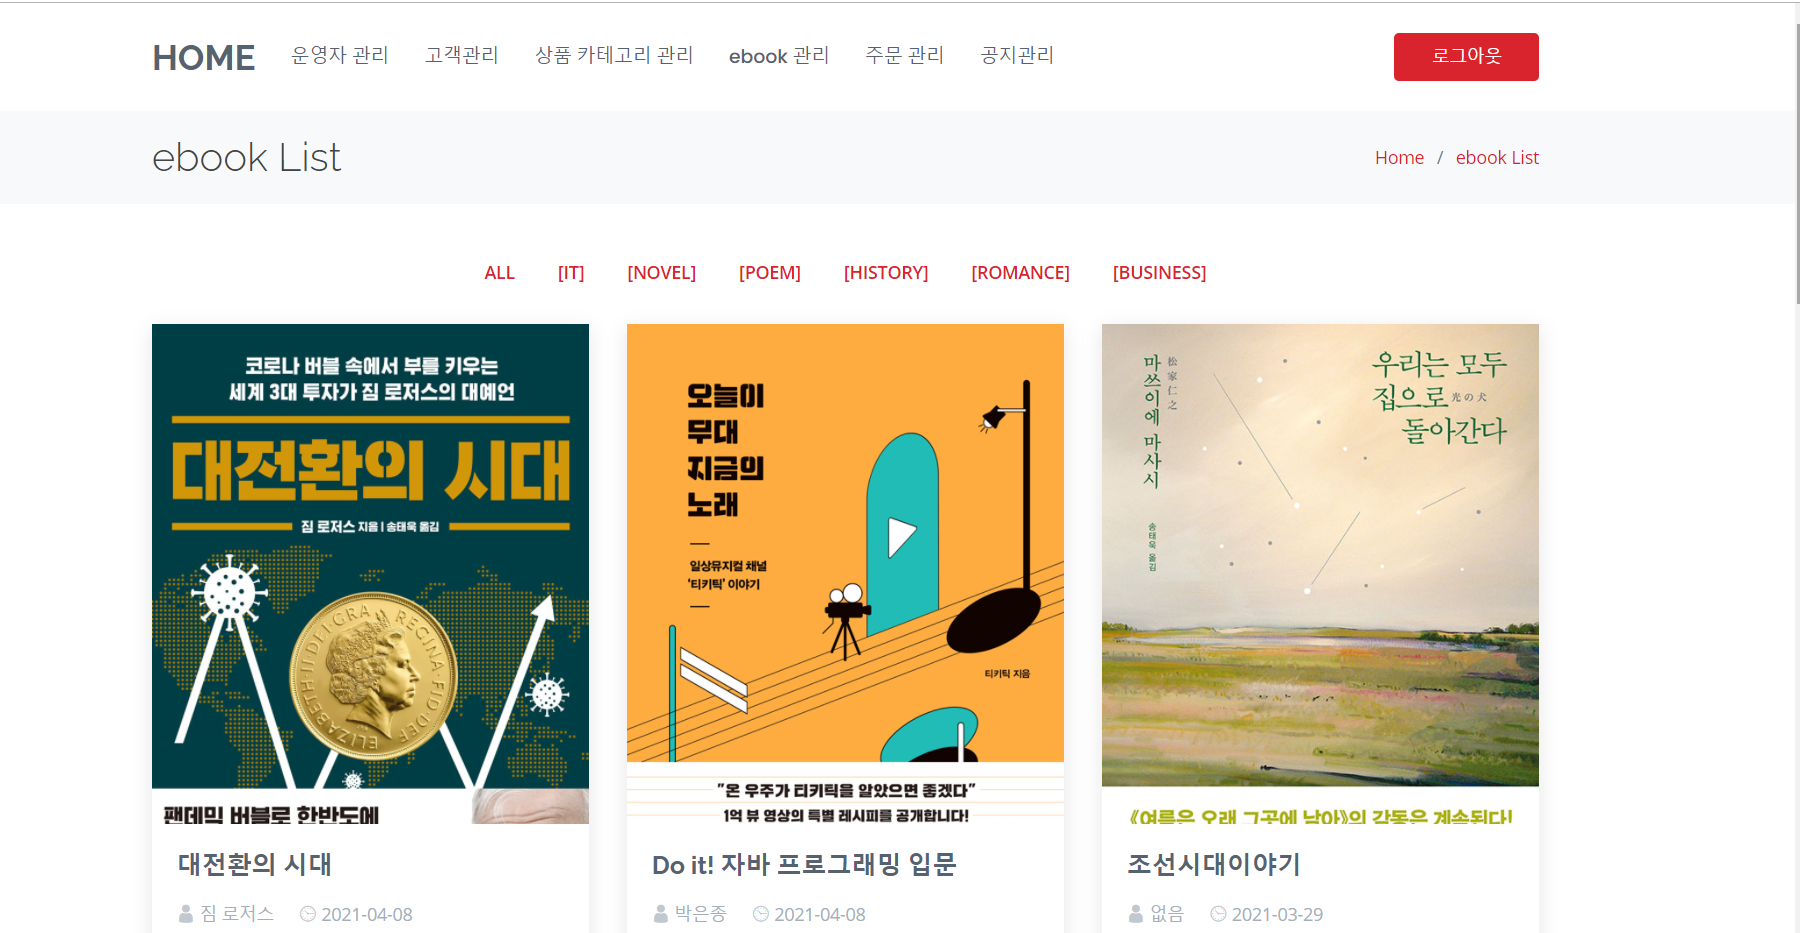 HOME 운영자 관리 고객관리 상품 카테고리 관리 ebook 관리 주문 관리 공지관리 로그아웃
ebook List
Home / ebook List
ALL [IT] [NOVEL] [POEM] [HISTORY] [ROMANCE] [BUSINESS]
코로나 버블 속에서 부를 키우는
세계 3대 투자가 짐 로저스의 대예언
대전환의 시대
짐 로저스 지음 | 송태욱 옮김
ELIZABETH·II·DEI·GRA·REGINA·FID·DEF
팬데믹 버블로 한반도에
대전환의 시대
짐 로저스 2021-04-08
오늘이
무대
지금의
노래
일상뮤지컬 채널
‘티키틱’ 이야기
티키틱 지음
"온 우주가 티키틱을 알았으면 좋겠다"
1억 뷰 영상의 특별 레시피를 공개합니다!
Do it! 자바 프로그래밍 입문
박은종 2021-04-08
마쓰이에 마사시
松家仁之
송태욱 옮김
우리는 모두
집으로 光の犬
돌아간다
《여름은 오래 그곳에 남아》의 감동은 계속된다!
조선시대이야기
없음 2021-03-29